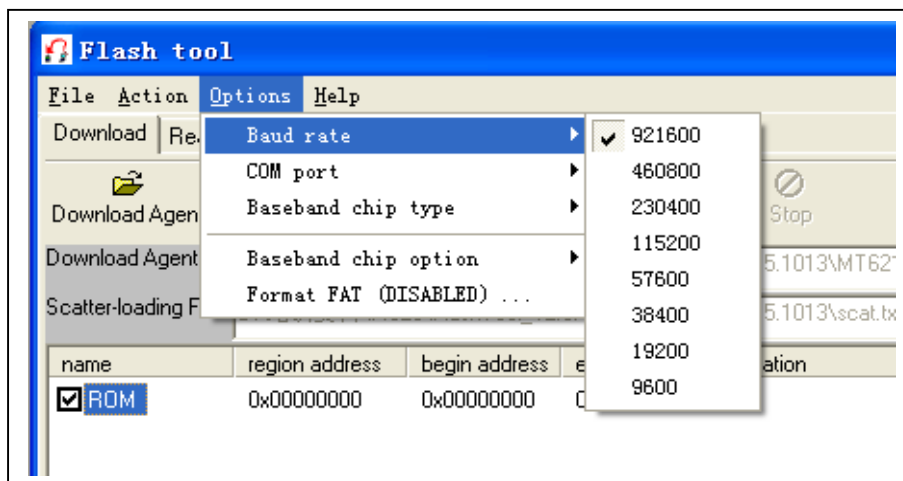 Flash tool
File Action Options Help
Download
Baud rate
COM port
Baseband chip type
Baseband chip option
Format FAT (DISABLED) ...
921600
460800
230400
115200
57600
38400
19200
9600
Download Agen
Stop
Download Agent
5.1013\MT62
Scatter-loading F
5.1013\scat.tx
name region address begin address
ROM 0x00000000 0x00000000